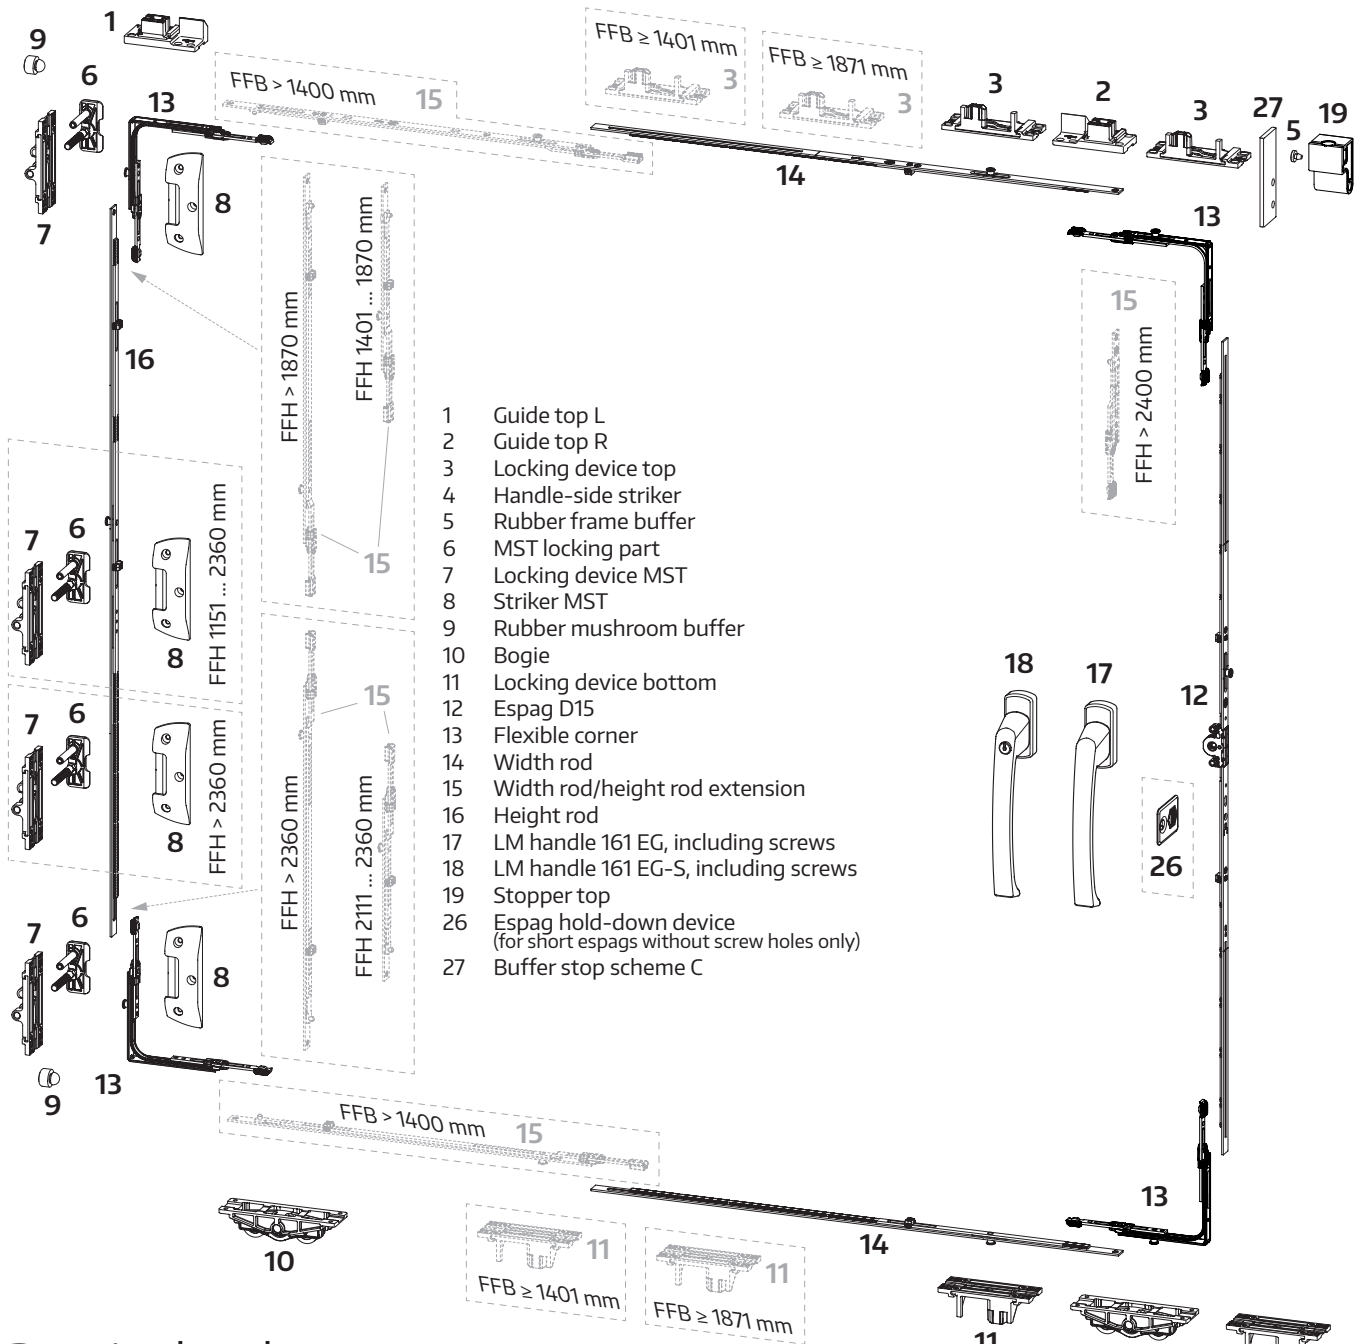 1
9
6
13
FFB > 1400 mm
15
FFB ≥ 1401 mm
3
FFB ≥ 1871 mm
3
3
2
3
27
5
19
7
8
14
13
16
FFH > 1870 mm
FFH 1401 ... 1870 mm
15
15
FFH > 2400 mm
1 Guide top L
2 Guide top R
3 Locking device top
4 Handle-side striker
5 Rubber frame buffer
6 MST locking part
7 Locking device MST
8 Striker MST
9 Rubber mushroom buffer
10 Bogie
11 Locking device bottom
12 Espag D15
13 Flexible corner
14 Width rod
15 Width rod/height rod extension
16 Height rod
17 LM handle 161 EG, including screws
18 LM handle 161 EG-S, including screws
19 Stopper top
26 Espag hold-down device
(for short espags without screw holes only)
27 Buffer stop scheme C
7
6
8
FFH 1151 ... 2360 mm
7
6
8
FFH > 2360 mm
15
FFH > 2360 mm
FFH 2111 ... 2360 mm
18
17
12
26
7
6
8
13
9
FFB > 1400 mm
15
10
11
FFB ≥ 1401 mm
11
FFB ≥ 1871 mm
14
13
11